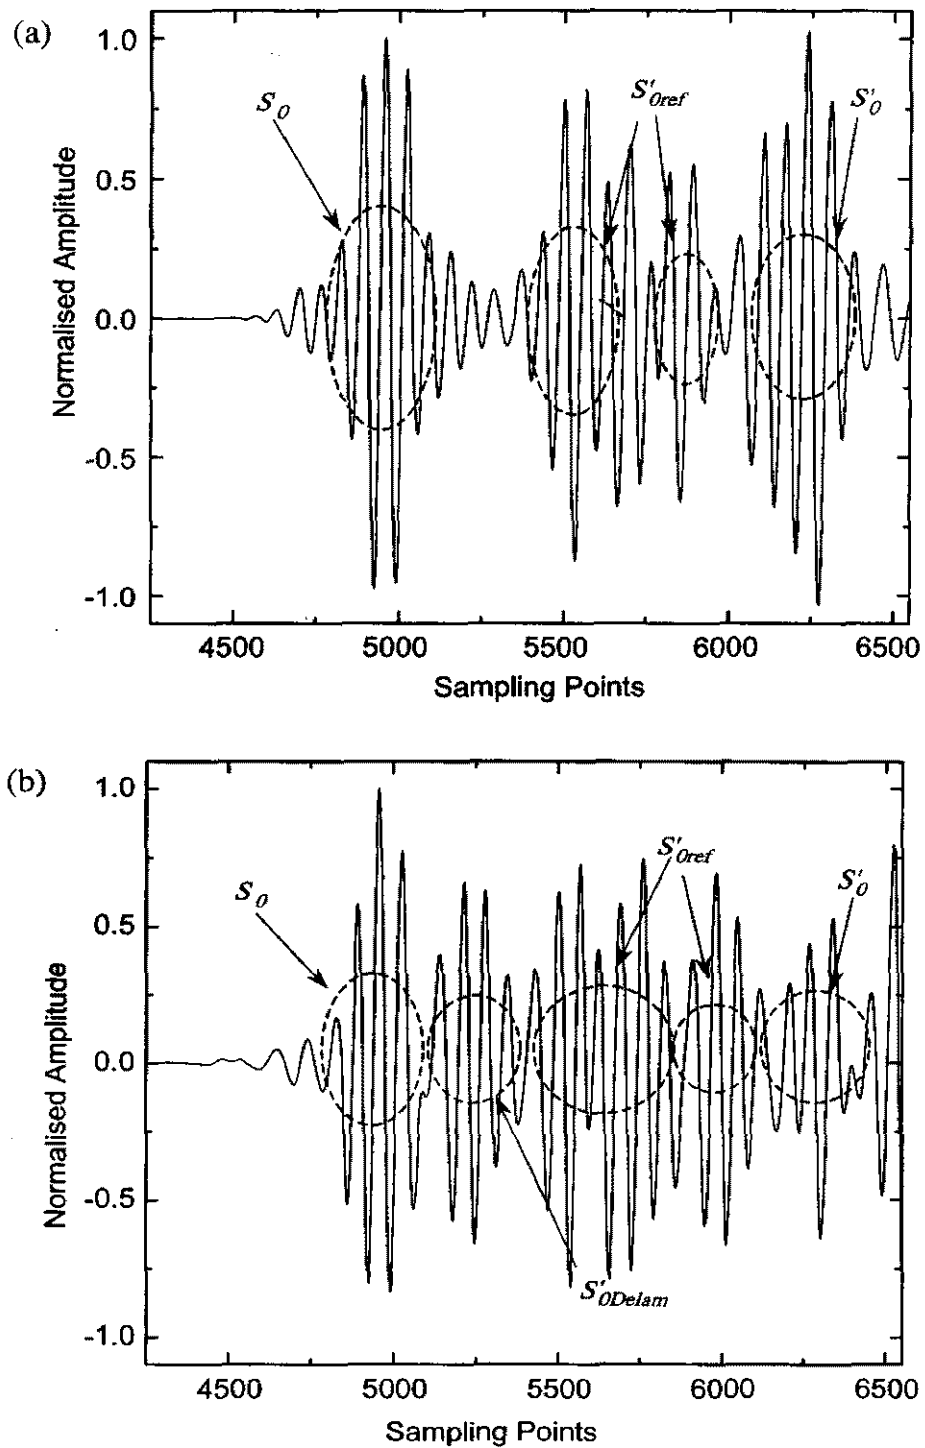 (a)
1.0
0.5
0.0
-0.5
-1.0
Normalised Amplitude
S0
S'0ref
S'0
4500
5000
5500
6000
6500
Sampling Points
(b)
1.0
0.5
0.0
-0.5
-1.0
Normalised Amplitude
S0
S'0ref
S'0
S'0Delam
4500
5000
5500
6000
6500
Sampling Points